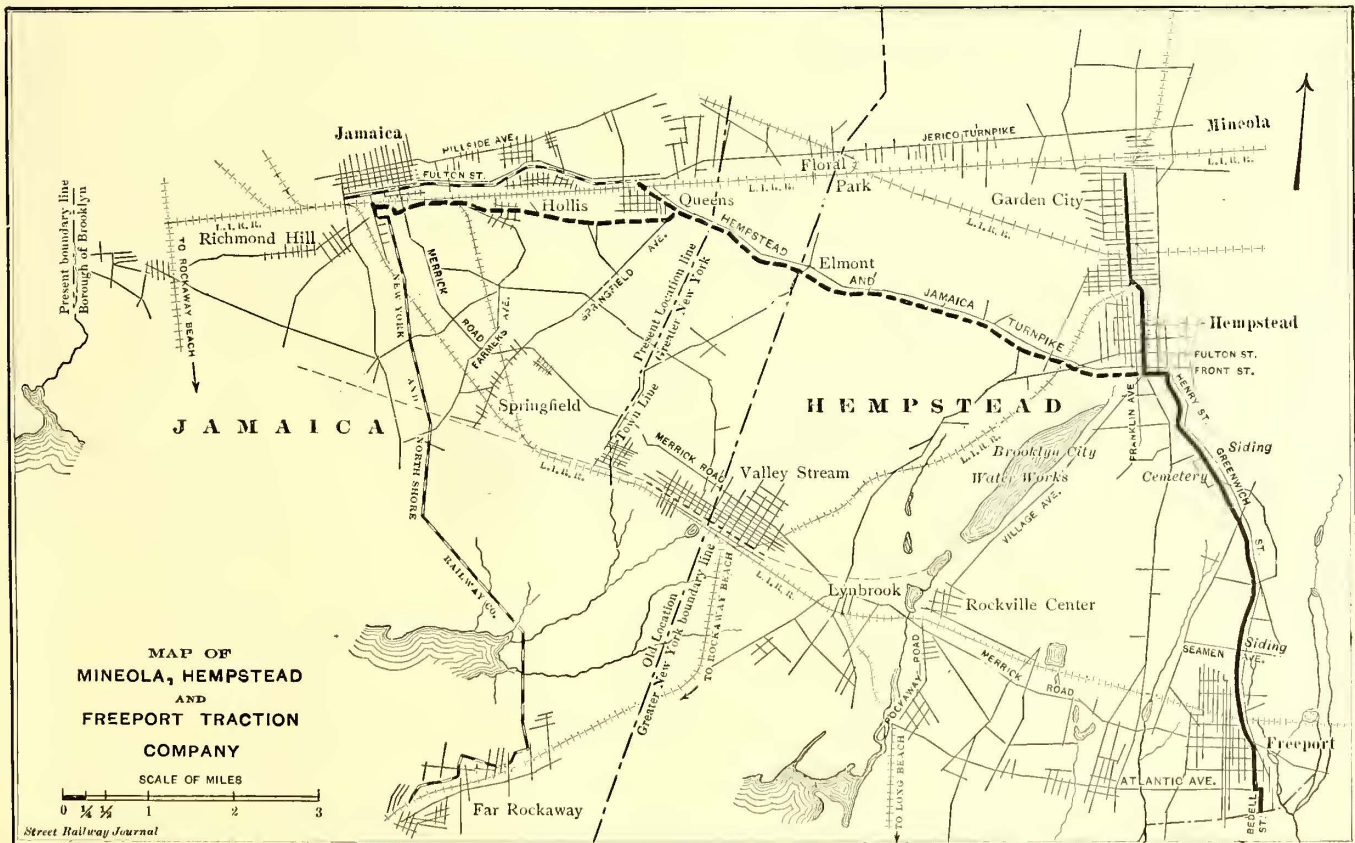 Jamaica
HILLSIDE AVE.
FULTON ST.
JERICO TURNPIKE
Mineola
L.I.R.R.
Floral
Park
L.I.R.R.
Garden City
L.I.R.R.
Hollis
Queens
L.I.R.R.
Richmond Hill
Present boundary line
Borough of Brooklyn
TO ROCKAWAY BEACH
NEW YORK
AND
NORTH SHORE
RAILWAY CO.
MERRICK
ROAD
FARMERS AVE.
SPRINGFIELD AVE.
HEMPSTEAD
AND
JAMAICA
TURNPIKE
Elmont
Present Location line
Greater New York
Town Line
Hempstead
FULTON ST.
FRONT ST.
HENRY ST.
FRANKLIN AVE
JAMAICA
HEMPSTEAD
Springfield
L.I.R.R.
MERRICK ROAD
Valley Stream
L.I.R.R.
Brooklyn City
Water Works
VILLAGE AVE.
Siding
Cemetery
GREENWICH
ST.
L.I.R.R.
Lynbrook
Rockville Center
Old Location
Greater New York boundary line
TO ROCKAWAY BEACH
ROCKAWAY ROAD
MERRICK
ROAD
SEAMEN
AVE.
Siding
Freeport
ATLANTIC AVE.
BEDELL
ST.
TO LONG BEACH
Far Rockaway
MAP OF
MINEOLA, HEMPSTEAD
AND
FREEPORT TRACTION
COMPANY
SCALE OF MILES
0 ¼ ½ 1 2 3
Street Railway Journal